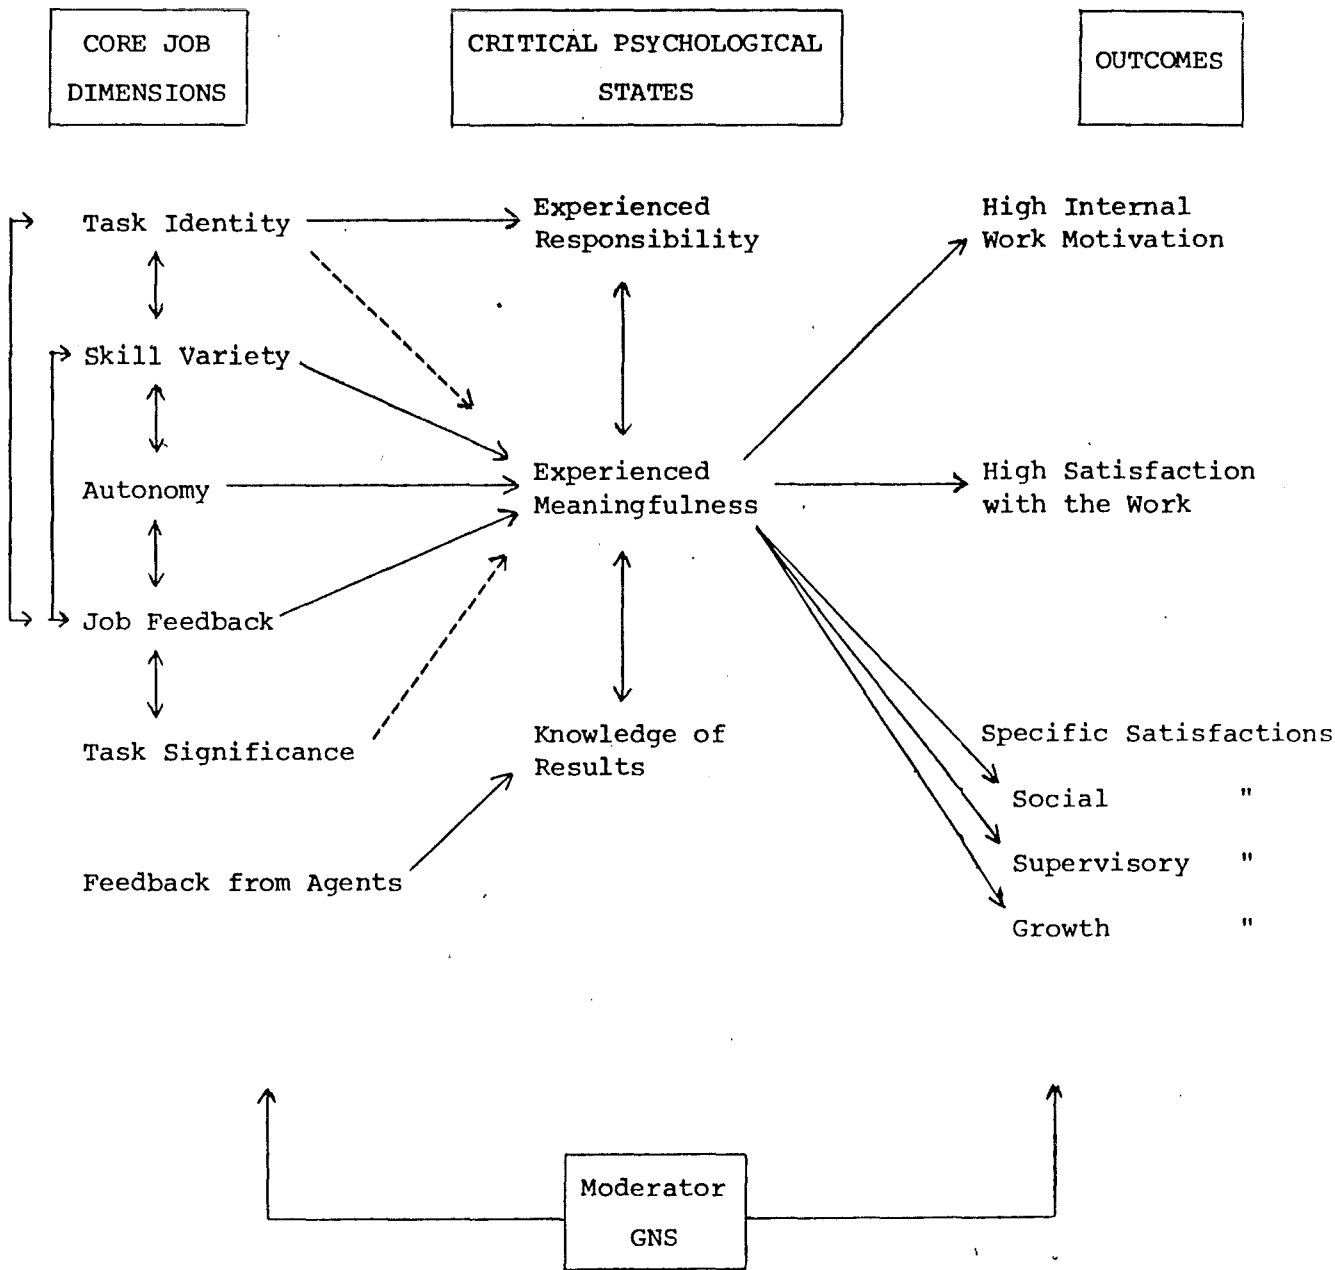 CORE JOB
DIMENSIONS
CRITICAL PSYCHOLOGICAL
STATES
OUTCOMES
Task Identity
Skill Variety
Autonomy
Job Feedback
Task Significance
Feedback from Agents
Experienced
Responsibility
Experienced
Meaningfulness
Knowledge of
Results
High Internal
Work Motivation
High Satisfaction
with the Work
Specific Satisfactions
Social "
Supervisory "
Growth "
Moderator
GNS